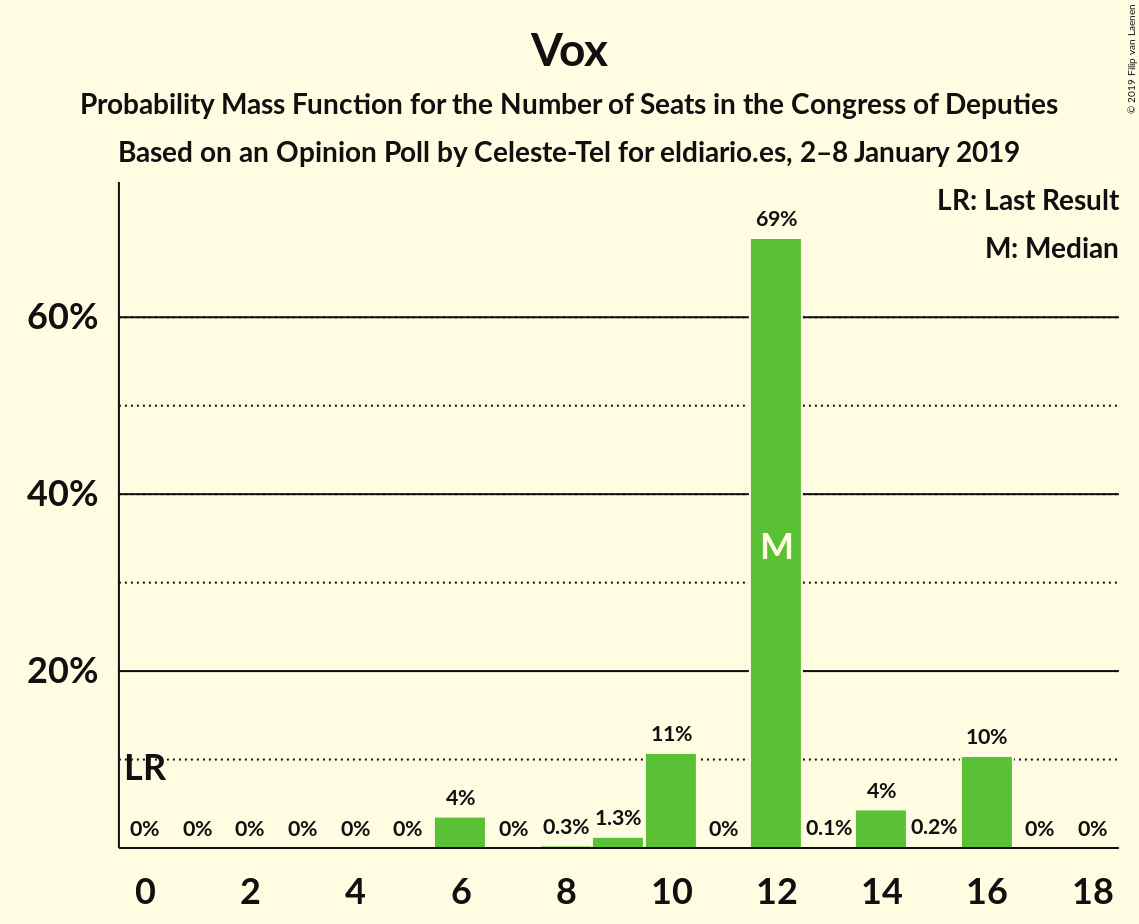 Vox
Probability Mass Function for the Number of Seats in the Congress of Deputies
Based on an Opinion Poll by Celeste-Tel for eldiario.es, 2–8 January 2019
© 2019 Filip van Laenen
LR: Last Result
M: Median
60%
40%
20%
LR
M
0% 0% 0% 0% 0% 0% 4% 0% 0.3% 1.3% 11% 0% 69% 0.1% 4% 0.2% 10% 0% 0%
0 2 4 6 8 10 12 14 16 18